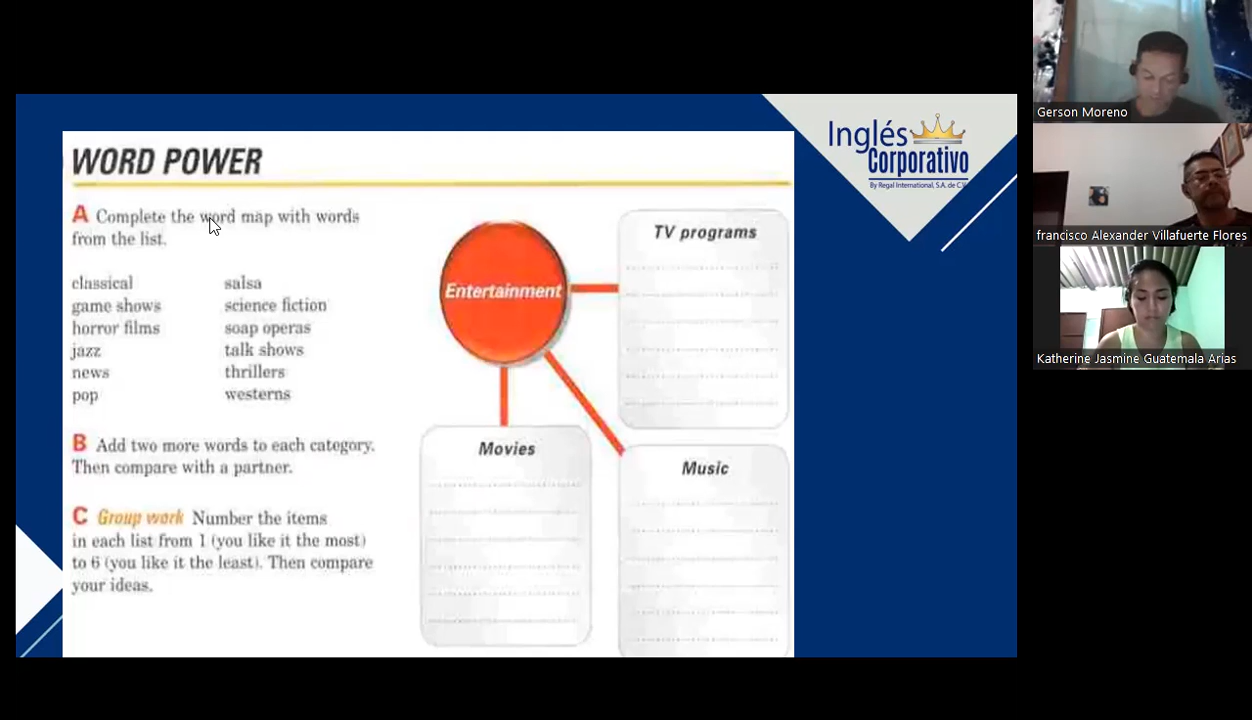 WORD POWER
A Complete the word map with words
from the list.
classical
game shows
horror films
jazz
news
pop
salsa
science fiction
soap operas
talk shows
thrillers
westerns
B Add two more words to each category.
Then compare with a partner.
C Group work Number the items
in each list from 1 (you like it the most)
to 6 (you like it the least). Then compare
your ideas.
Entertainment
TV programs
Movies
Music
Inglés
Corporativo
By Regal International, S.A. de C.V.
Gerson Moreno
francisco Alexander Villafuerte Flores
Katherine Jasmine Guatemala Arias